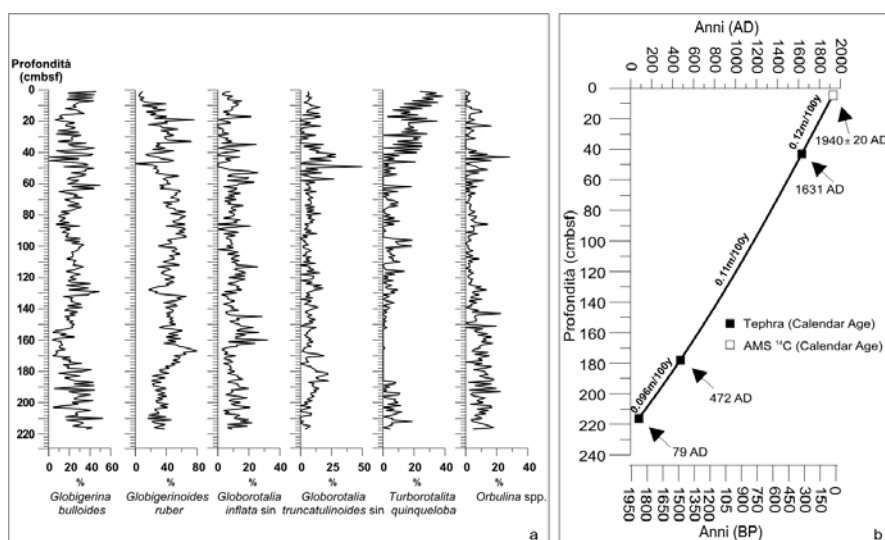 Profondità
(cmbsf)
0
20
40
60
80
100
120
140
160
180
200
220
0 20 40 60
0 40 80
0 20 40 60
0 25 50
0 20 40
0 20 40
% % % % % %
Globigerina
bulloides
Globigerinoides
ruber
Globorotalia
inflata sin
Globorotalia
truncatulinoides sin
Turborotalita
quinqueloba
Orbulina spp.
a
Anni (AD)
0 200 400 600 800 1000 1200 1400 1600 1800 2000
Profondità (cmbsf)
0
20
40
60
80
100
120
140
160
180
200
220
240
0.12m/100y
1940± 20 AD
1631 AD
0.11m/100y
Tephra (Calendar Age)
AMS 14C (Calendar Age)
0.096m/100y
472 AD
79 AD
1950 1800 1650 1500 1350 1200 105 900 750 600 450 300 150 0
Anni (BP)
b